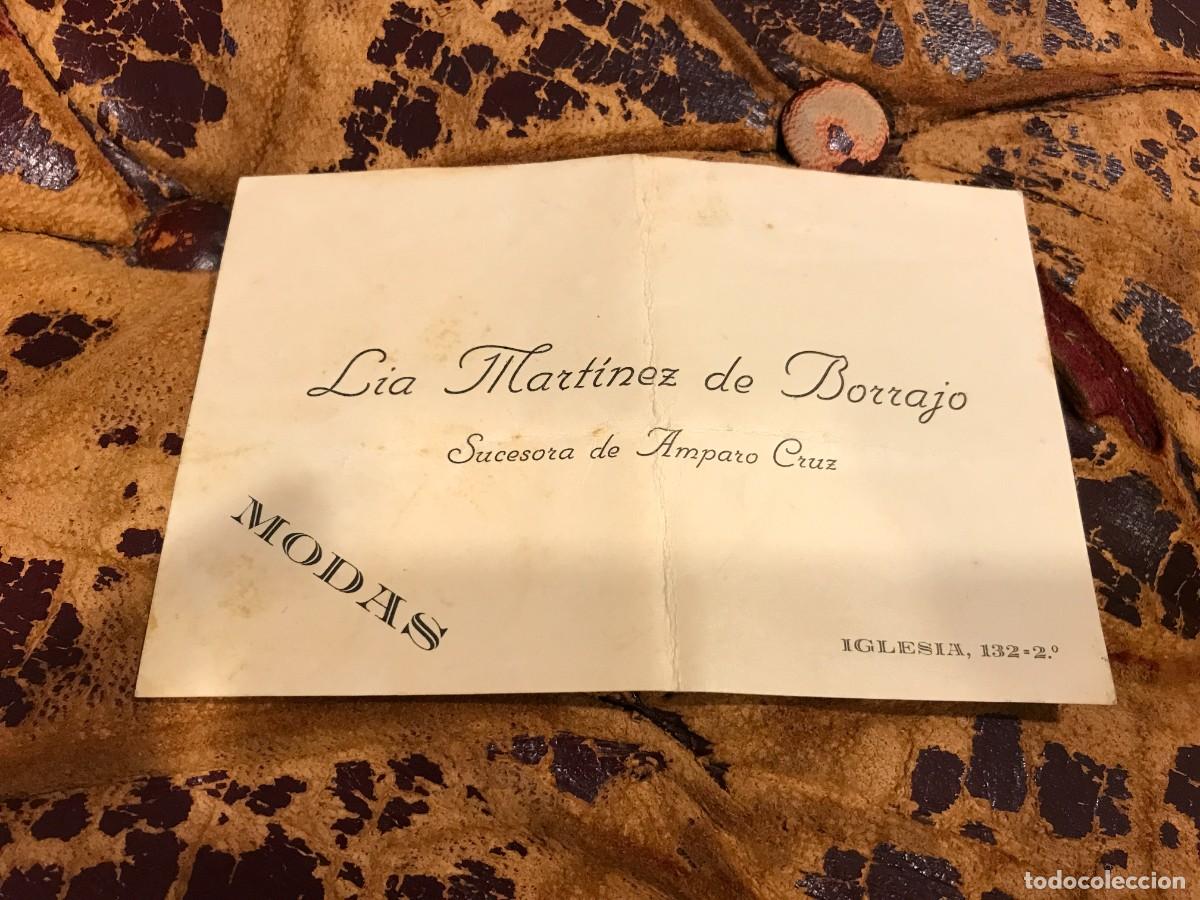 Lia Martínez de Borrajo
Sucesora de Amparo Cruz
MODAS
IGLESIA, 132=2.º
todocoleccion